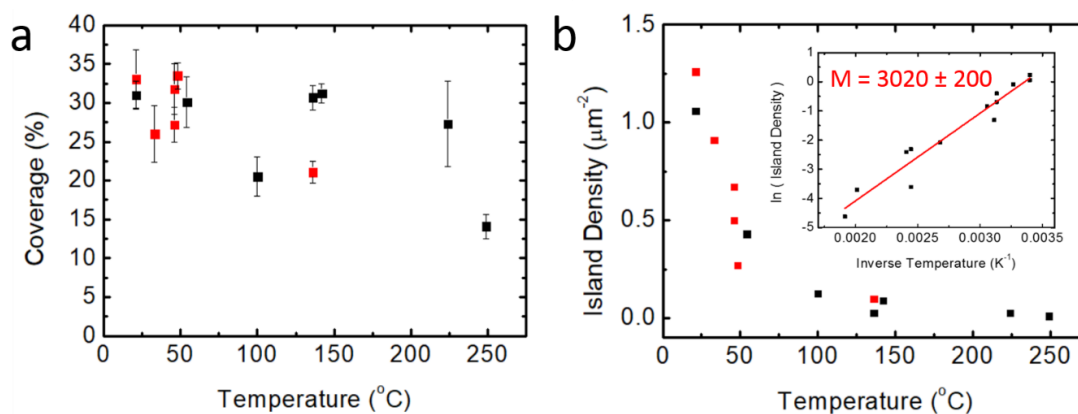 a
40
35
30
25
20
15
10
5
0
Coverage (%)
0 50 100 150 200 250
Temperature (°C)
b
1.5
1.0
0.5
0.0
Island Density (μm⁻²)
0 50 100 150 200 250
Temperature (°C)
M = 3020 ± 200
1
0
-1
-2
-3
-4
-5
ln ( Island Density )
0.0020 0.0025 0.0030 0.0035
Inverse Temperature (K⁻¹)